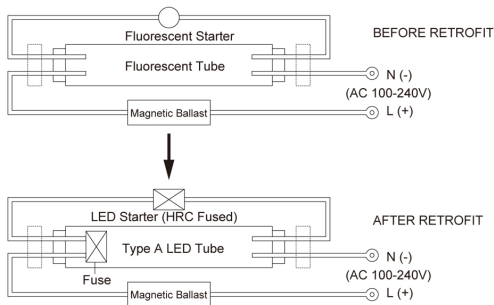 BEFORE RETROFIT
Fluorescent Starter
Fluorescent Tube
N (-)
(AC 100-240V)
L (+)
Magnetic Ballast
AFTER RETROFIT
LED Starter (HRC Fused)
Type A LED Tube
N (-)
Fuse
(AC 100-240V)
L (+)
Magnetic Ballast